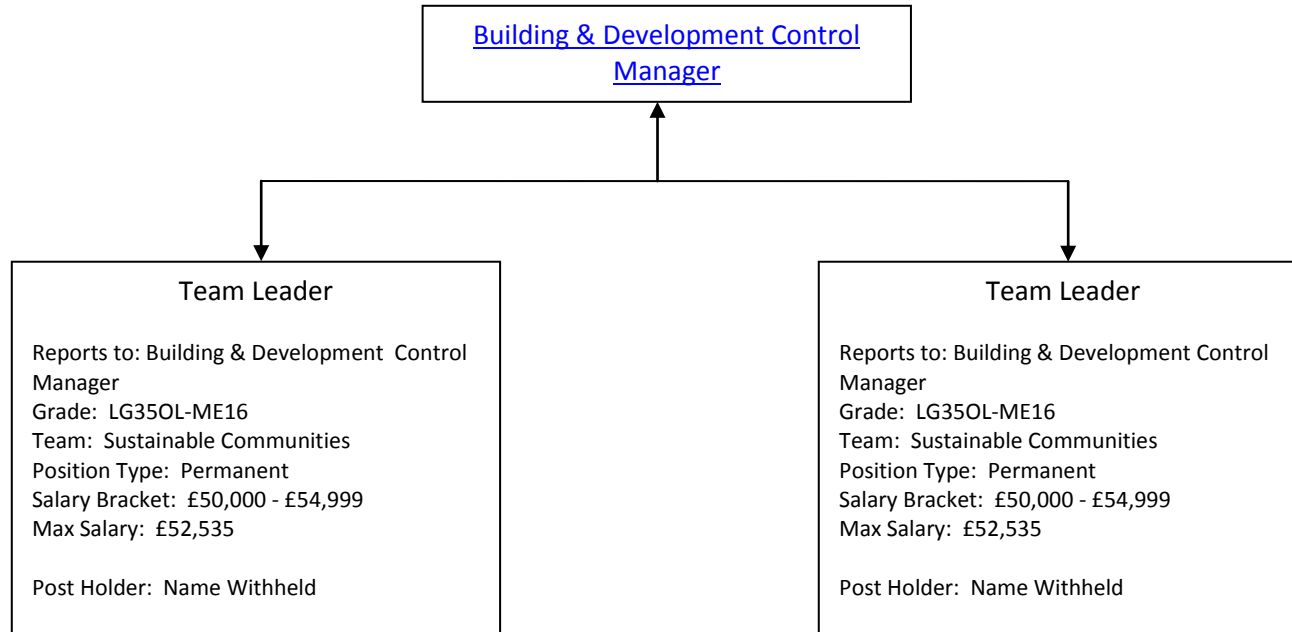 Building & Development Control
Manager
Team Leader
Reports to: Building & Development Control
Manager
Grade: LG35OL-ME16
Team: Sustainable Communities
Position Type: Permanent
Salary Bracket: £50,000 - £54,999
Max Salary: £52,535
Post Holder: Name Withheld
Team Leader
Reports to: Building & Development Control
Manager
Grade: LG35OL-ME16
Team: Sustainable Communities
Position Type: Permanent
Salary Bracket: £50,000 - £54,999
Max Salary: £52,535
Post Holder: Name Withheld